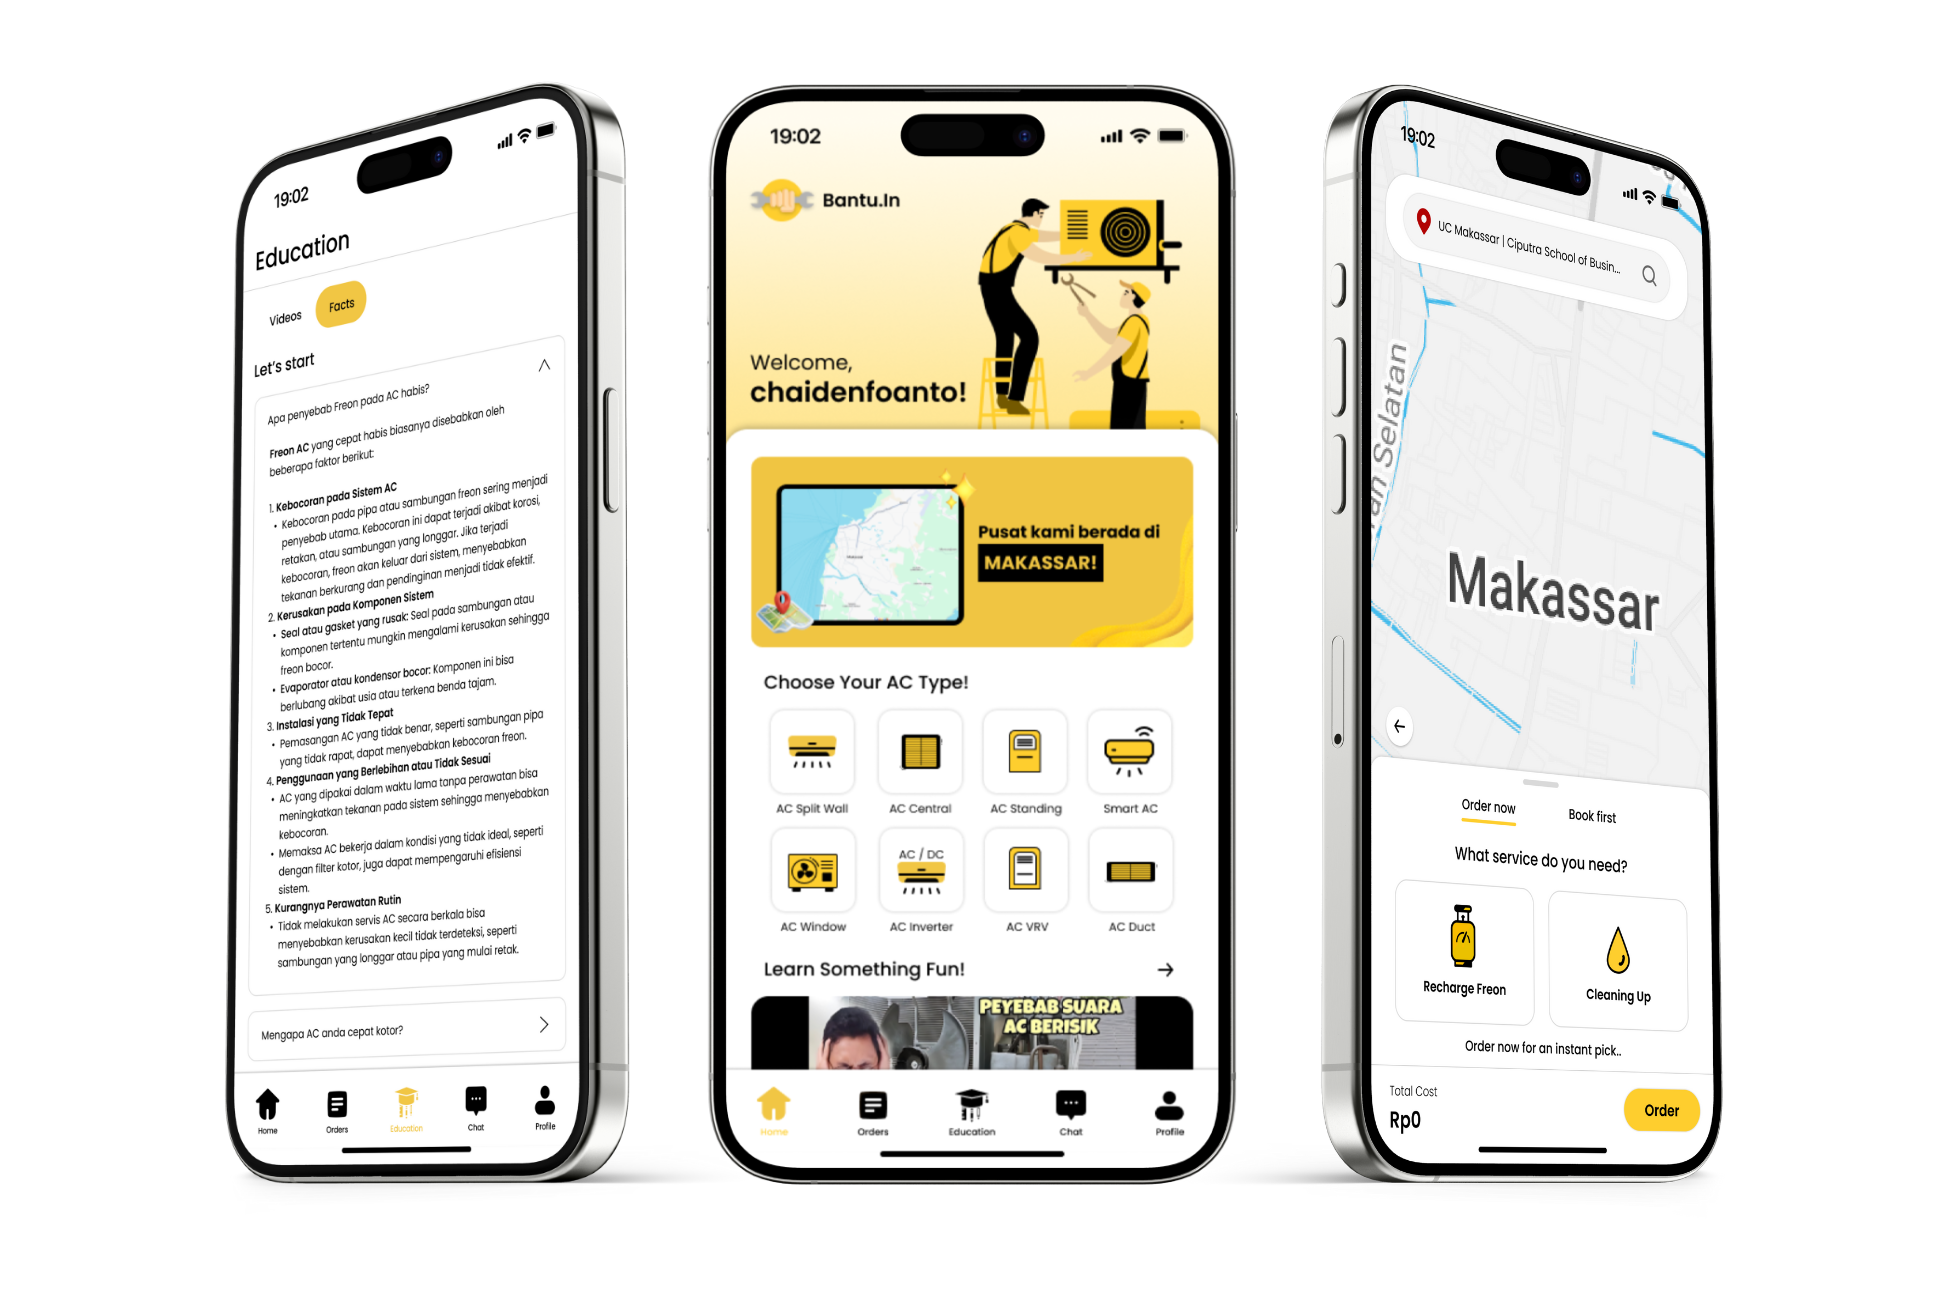 19:02
Education
Videos
Facts
Let's start
Apa penyebab Freon pada AC habis?
Freon AC yang cepat habis biasanya disebabkan oleh
beberapa faktor berikut:
1. Kebocoran pada Sistem AC
• Kebocoran pada pipa atau sambungan freon sering menjadi
penyebab utama. Kebocoran ini dapat terjadi akibat korosi,
retakan, atau sambungan yang longgar. Jika terjadi
kebocoran, freon akan keluar dari sistem, menyebabkan
tekanan berkurang dan pendinginan menjadi tidak efektif.
2. Kerusakan pada Komponen Sistem
• Seal atau gasket yang rusak: Seal pada sambungan atau
komponen tertentu mungkin mengalami kerusakan sehingga
freon bocor.
• Evaporator atau kondensor bocor: Komponen ini bisa
berlubang akibat usia atau terkena benda tajam.
3. Instalasi yang Tidak Tepat
• Pemasangan AC yang tidak benar, seperti sambungan pipa
yang tidak rapat, dapat menyebabkan kebocoran freon.
4. Penggunaan yang Berlebihan atau Tidak Sesuai
• AC yang dipakai dalam waktu lama tanpa perawatan bisa
meningkatkan tekanan pada sistem sehingga menyebabkan
kebocoran.
• Memaksa AC bekerja dalam kondisi yang tidak ideal, seperti
dengan filter kotor, juga dapat mempengaruhi efisiensi
sistem.
5. Kurangnya Perawatan Rutin
• Tidak melakukan servis AC secara berkala bisa
menyebabkan kerusakan kecil tidak terdeteksi, seperti
sambungan yang longgar atau pipa yang mulai retak.
Mengapa AC anda cepat kotor?
Home
Orders
Education
Chat
Profile
19:02
Bantu.In
Welcome,
chaidenfoanto!
Pusat kami berada di
MAKASSAR!
Choose Your AC Type!
AC Split Wall
AC Central
AC Standing
Smart AC
AC / DC
AC Window
AC Inverter
AC VRV
AC Duct
Learn Something Fun!
PEYEBAB SUARA
AC BERISIK
Home
Orders
Education
Chat
Profile
19:02
UC Makassar | Ciputra School of Busin...
an Selatan
Makassar
Order now
Book first
What service do you need?
Recharge Freon
Cleaning Up
Order now for an instant pick..
Total Cost
Rp0
Order